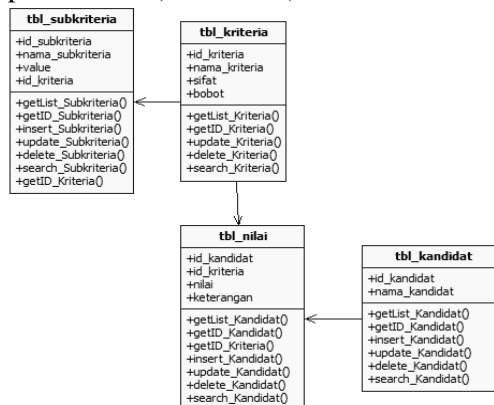 tbl_subkriteria
+id_subkriteria
+nama_subkriteria
+value
+id_kriteria
+getList_Subkriteria()
+getID_Subkriteria()
+insert_Subkriteria()
+update_Subkriteria()
+delete_Subkriteria()
+search_Subkriteria()
+getID_Kriteria()
tbl_kriteria
+id_kriteria
+nama_kriteria
+sifat
+bobot
+getList_Kriteria()
+getID_Kriteria()
+update_Kriteria()
+delete_Kriteria()
+search_Kriteria()
tbl_nilai
+id_kandidat
+id_kriteria
+nilai
+keterangan
+getList_Kandidat()
+getID_Kandidat()
+getID_Kriteria()
+insert_Kandidat()
+update_Kandidat()
+delete_Kandidat()
+search_Kandidat()
tbl_kandidat
+id_kandidat
+nama_kandidat
+getList_Kandidat()
+getID_Kandidat()
+insert_Kandidat()
+update_Kandidat()
+delete_Kandidat()
+search_Kandidat()